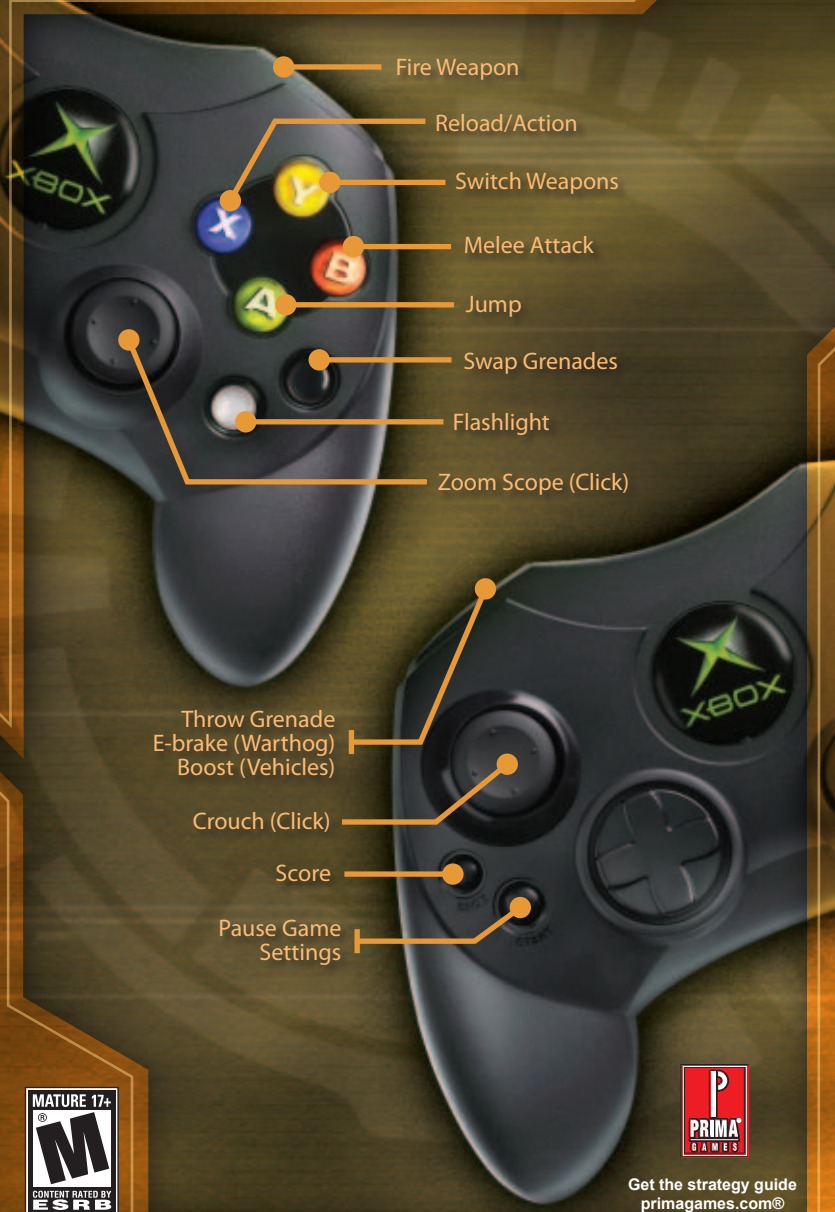 Fire Weapon
Reload/Action
XBOX
Y
Switch Weapons
X
B
Melee Attack
A
Jump
Swap Grenades
Flashlight
Zoom Scope (Click)
XBOX
Throw Grenade
E-brake (Warthog)
Boost (Vehicles)
Crouch (Click)
Score
START
Pause Game
Settings
MATURE 17+
®
M
CONTENT RATED BY
ESRB
P
PRIMA®
GAMES
Get the strategy guide
primagames.com®